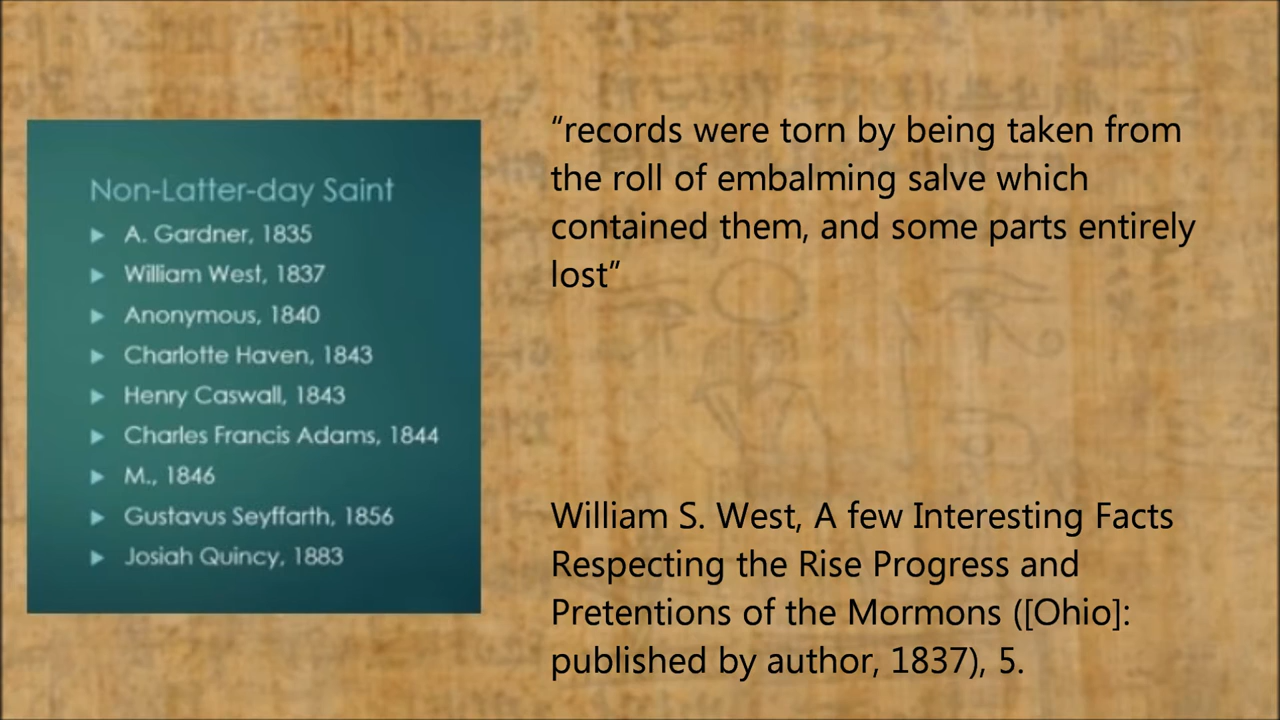 Non-Latter-day Saint
A. Gardner, 1835
William West, 1837
Anonymous, 1840
Charlotte Haven, 1843
Henry Caswall, 1843
Charles Francis Adams, 1844
M., 1846
Gustavus Seyffarth, 1856
Josiah Quincy, 1883
“records were torn by being taken from
the roll of embalming salve which
contained them, and some parts entirely
lost”
William S. West, A few Interesting Facts
Respecting the Rise Progress and
Pretentions of the Mormons ([Ohio]:
published by author, 1837), 5.